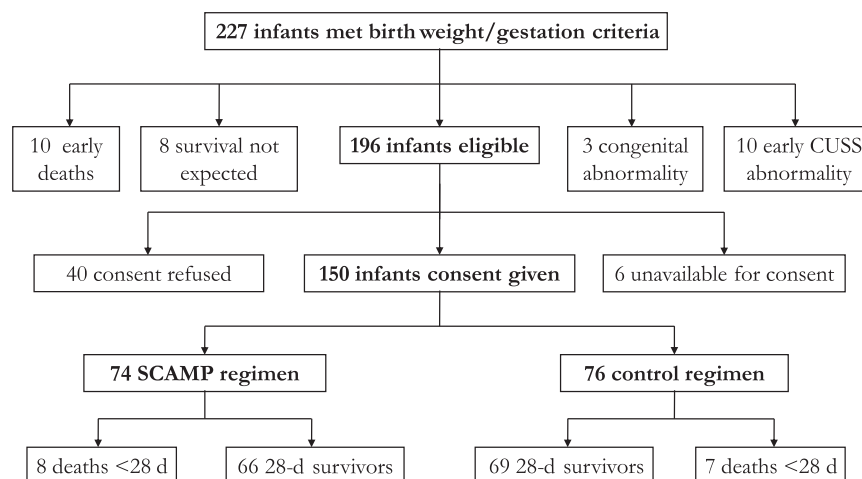 227 infants met birth weight/gestation criteria
10 early
deaths
8 survival not
expected
196 infants eligible
3 congenital
abnormality
10 early CUSS
abnormality
40 consent refused
150 infants consent given
6 unavailable for consent
74 SCAMP regimen
76 control regimen
8 deaths <28 d
66 28-d survivors
69 28-d survivors
7 deaths <28 d